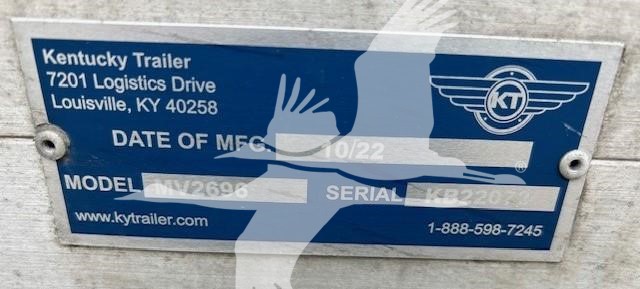 Kentucky Trailer
7201 Logistics Drive
Louisville, KY 40258
KT
DATE OF MFG. 10/22
MODEL MV2696
SERIAL
www.kytrailer.com
1-888-598-7245